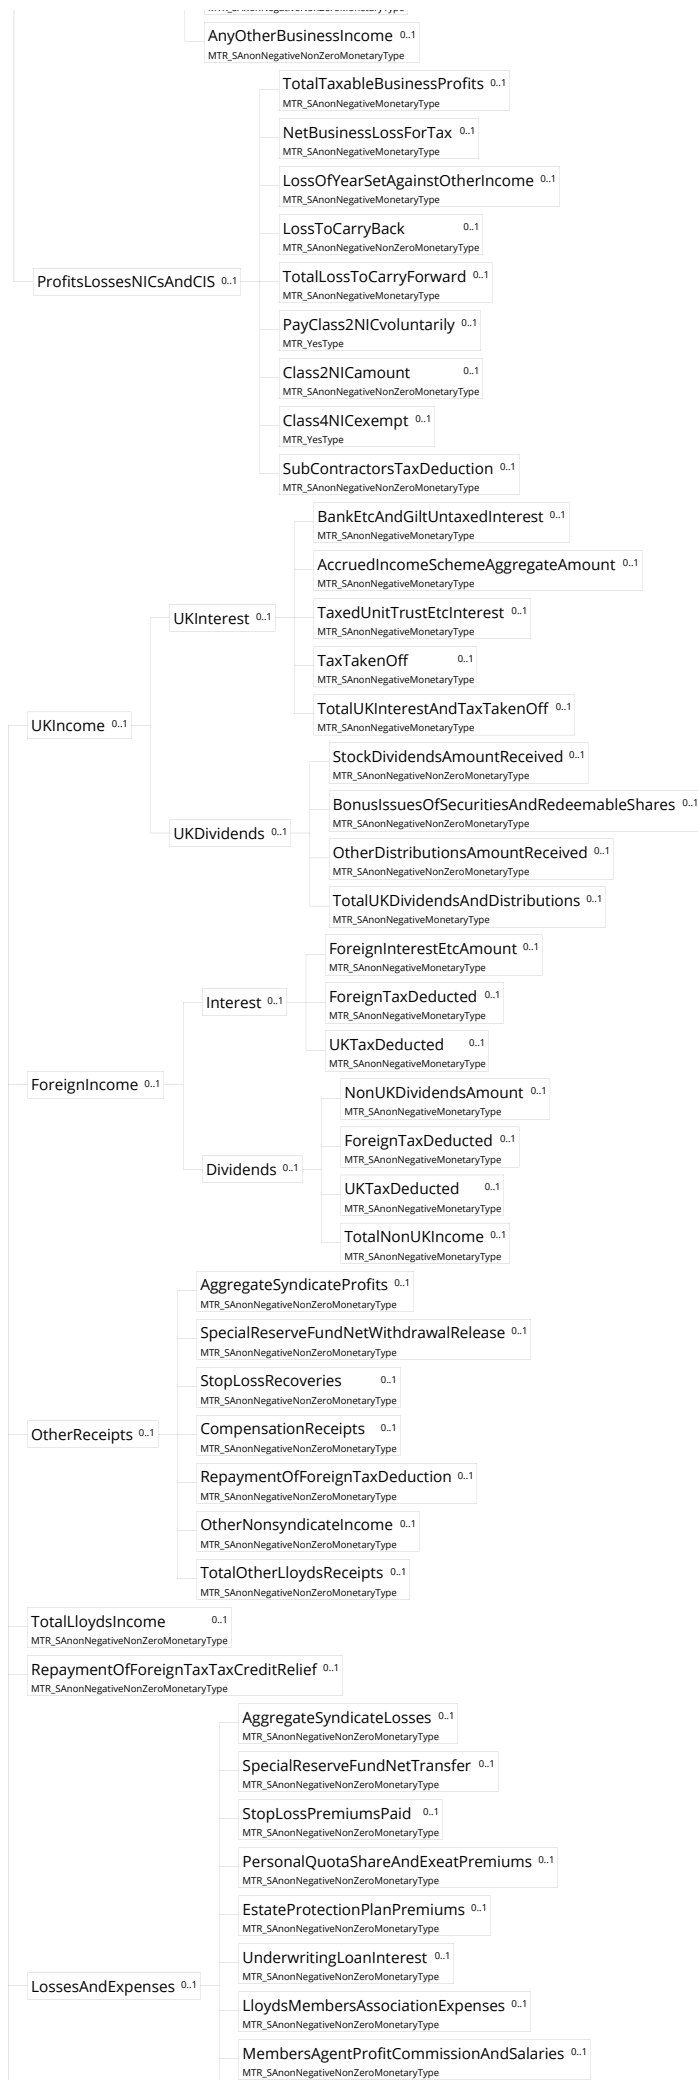 AnyOtherBusinessIncome 0..1
MTR_SAnonNegativeNonZeroMonetaryType
TotalTaxableBusinessProfits 0..1
MTR_SAnonNegativeMonetaryType
NetBusinessLossForTax 0..1
MTR_SAnonNegativeMonetaryType
LossOfYearSetAgainstOtherIncome 0..1
MTR_SAnonNegativeMonetaryType
LossToCarryBack 0..1
MTR_SAnonNegativeNonZeroMonetaryType
ProfitsLossesNICsAndCIS 0..1
TotalLossToCarryForward 0..1
MTR_SAnonNegativeMonetaryType
PayClass2NICvoluntarily 0..1
MTR_YesType
Class2NICamount 0..1
MTR_SAnonNegativeNonZeroMonetaryType
Class4NICexempt 0..1
MTR_YesType
SubContractorsTaxDeduction 0..1
MTR_SAnonNegativeNonZeroMonetaryType
BankEtcAndGiltUntaxedInterest 0..1
MTR_SAnonNegativeMonetaryType
AccruedIncomeSchemeAggregateAmount 0..1
MTR_SAnonNegativeMonetaryType
UKInterest 0..1
TaxedUnitTrustEtcInterest 0..1
MTR_SAnonNegativeMonetaryType
TaxTakenOff 0..1
MTR_SAnonNegativeMonetaryType
TotalUKInterestAndTaxTakenOff 0..1
MTR_SAnonNegativeMonetaryType
UKIncome 0..1
StockDividendsAmountReceived 0..1
MTR_SAnonNegativeNonZeroMonetaryType
BonusIssuesOfSecuritiesAndRedeemableShares 0..1
MTR_SAnonNegativeNonZeroMonetaryType
UKDividends 0..1
OtherDistributionsAmountReceived 0..1
MTR_SAnonNegativeNonZeroMonetaryType
TotalUKDividendsAndDistributions 0..1
MTR_SAnonNegativeMonetaryType
ForeignInterestEtcAmount 0..1
MTR_SAnonNegativeMonetaryType
Interest 0..1
ForeignTaxDeducted 0..1
MTR_SAnonNegativeMonetaryType
UKTaxDeducted 0..1
MTR_SAnonNegativeMonetaryType
ForeignIncome 0..1
NonUKDividendsAmount 0..1
MTR_SAnonNegativeMonetaryType
ForeignTaxDeducted 0..1
MTR_SAnonNegativeMonetaryType
Dividends 0..1
UKTaxDeducted 0..1
MTR_SAnonNegativeMonetaryType
TotalNonUKIncome 0..1
MTR_SAnonNegativeMonetaryType
AggregateSyndicateProfits 0..1
MTR_SAnonNegativeNonZeroMonetaryType
SpecialReserveFundNetWithdrawalRelease 0..1
MTR_SAnonNegativeNonZeroMonetaryType
StopLossRecoveries 0..1
MTR_SAnonNegativeNonZeroMonetaryType
OtherReceipts 0..1
CompensationReceipts 0..1
MTR_SAnonNegativeNonZeroMonetaryType
RepaymentOfForeignTaxDeduction 0..1
MTR_SAnonNegativeNonZeroMonetaryType
OtherNonsyndicateIncome 0..1
MTR_SAnonNegativeNonZeroMonetaryType
TotalOtherLloydsReceipts 0..1
MTR_SAnonNegativeNonZeroMonetaryType
TotalLloydsIncome 0..1
MTR_SAnonNegativeNonZeroMonetaryType
RepaymentOfForeignTaxTaxCreditRelief 0..1
MTR_SAnonNegativeNonZeroMonetaryType
AggregateSyndicateLosses 0..1
MTR_SAnonNegativeNonZeroMonetaryType
SpecialReserveFundNetTransfer 0..1
MTR_SAnonNegativeNonZeroMonetaryType
StopLossPremiumsPaid 0..1
MTR_SAnonNegativeNonZeroMonetaryType
PersonalQuotaShareAndExeatPremiums 0..1
MTR_SAnonNegativeNonZeroMonetaryType
EstateProtectionPlanPremiums 0..1
MTR_SAnonNegativeNonZeroMonetaryType
UnderwritingLoanInterest 0..1
MTR_SAnonNegativeNonZeroMonetaryType
LossesAndExpenses 0..1
LloydsMembersAssociationExpenses 0..1
MTR_SAnonNegativeNonZeroMonetaryType
MembersAgentProfitCommissionAndSalaries 0..1
MTR_SAnonNegativeNonZeroMonetaryType